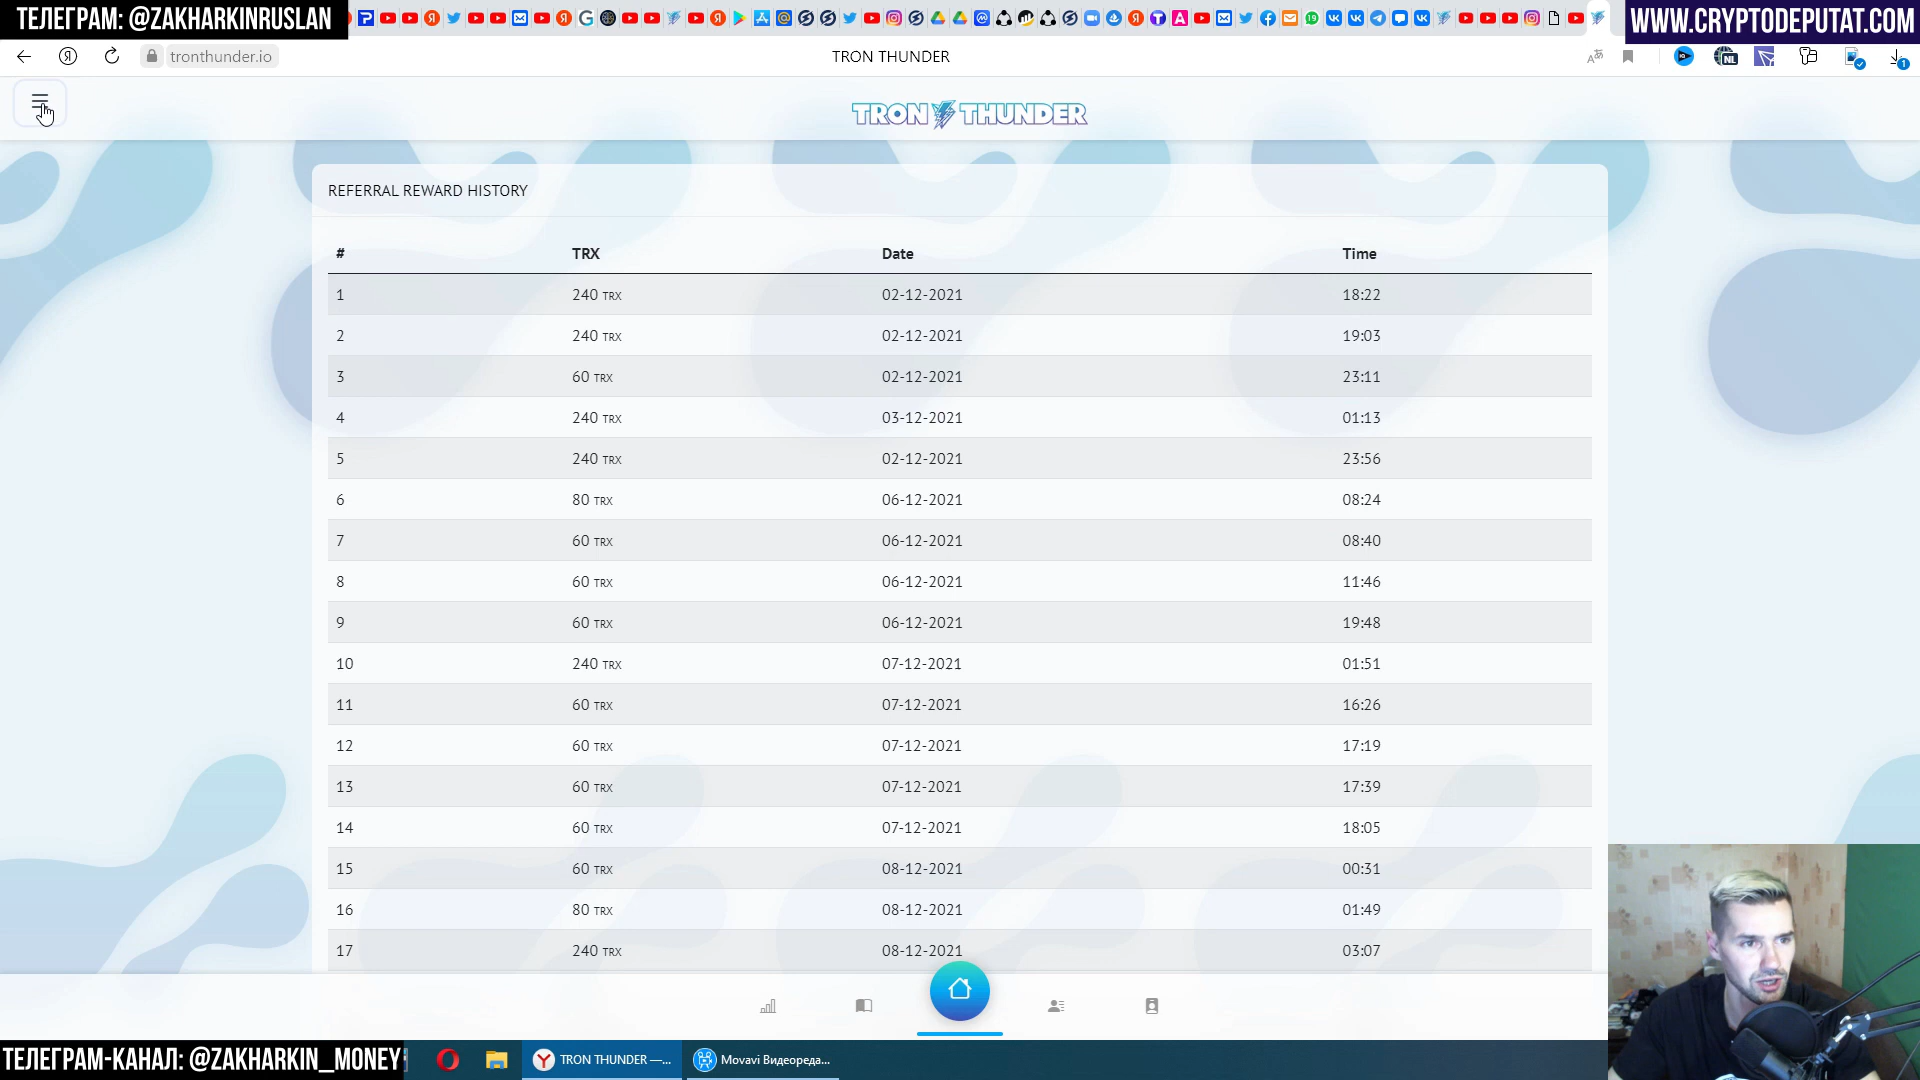 ТЕЛЕГРАМ: @ZAKHARKINRUSLAN
WWW.CRYPTODEPUTAT.COM
tronthunder.io
TRON THUNDER
NL
1
TRON THUNDER
REFERRAL REWARD HISTORY
# TRX Date Time
1 240 TRX 02-12-2021 18:22
2 240 TRX 02-12-2021 19:03
3 60 TRX 02-12-2021 23:11
4 240 TRX 03-12-2021 01:13
5 240 TRX 02-12-2021 23:56
6 80 TRX 06-12-2021 08:24
7 60 TRX 06-12-2021 08:40
8 60 TRX 06-12-2021 11:46
9 60 TRX 06-12-2021 19:48
10 240 TRX 07-12-2021 01:51
11 60 TRX 07-12-2021 16:26
12 60 TRX 07-12-2021 17:19
13 60 TRX 07-12-2021 17:39
14 60 TRX 07-12-2021 18:05
15 60 TRX 08-12-2021 00:31
16 80 TRX 08-12-2021 01:49
17 240 TRX 08-12-2021 03:07
ТЕЛЕГРАМ-КАНАЛ: @ZAKHARKIN_MONEY
TRON THUNDER —...
Movavi Видеореда...